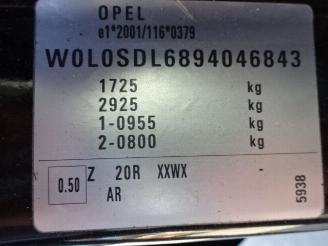 OPEL
e1*2001/116*0379
W0L0SDL6894046843
1725 kg
2925 kg
1-0955 kg
2-0800 kg
0.50 Z 20R XXWX -
AR
5938